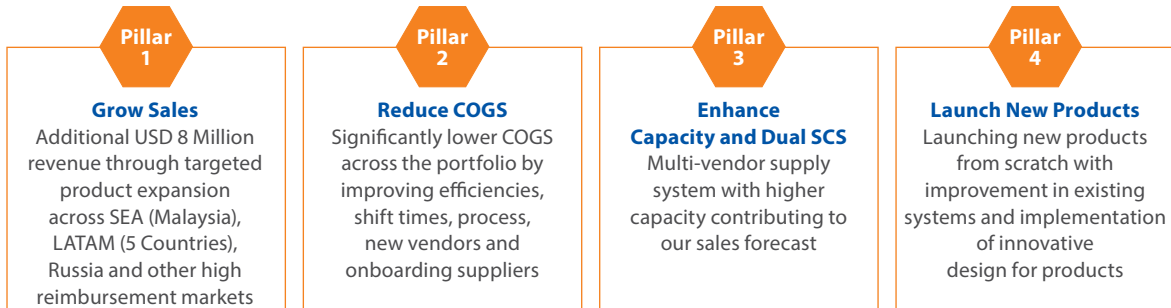 Pillar
1
Grow Sales
Additional USD 8 Million
revenue through targeted
product expansion
across SEA (Malaysia),
LATAM (5 Countries),
Russia and other high
reimbursement markets
Pillar
2
Reduce COGS
Significantly lower COGS
across the portfolio by
improving efficiencies,
shift times, process,
new vendors and
onboarding suppliers
Pillar
3
Enhance
Capacity and Dual SCS
Multi-vendor supply
system with higher
capacity contributing to
our sales forecast
Pillar
4
Launch New Products
Launching new products
from scratch with
improvement in existing
systems and implementation
of innovative
design for products